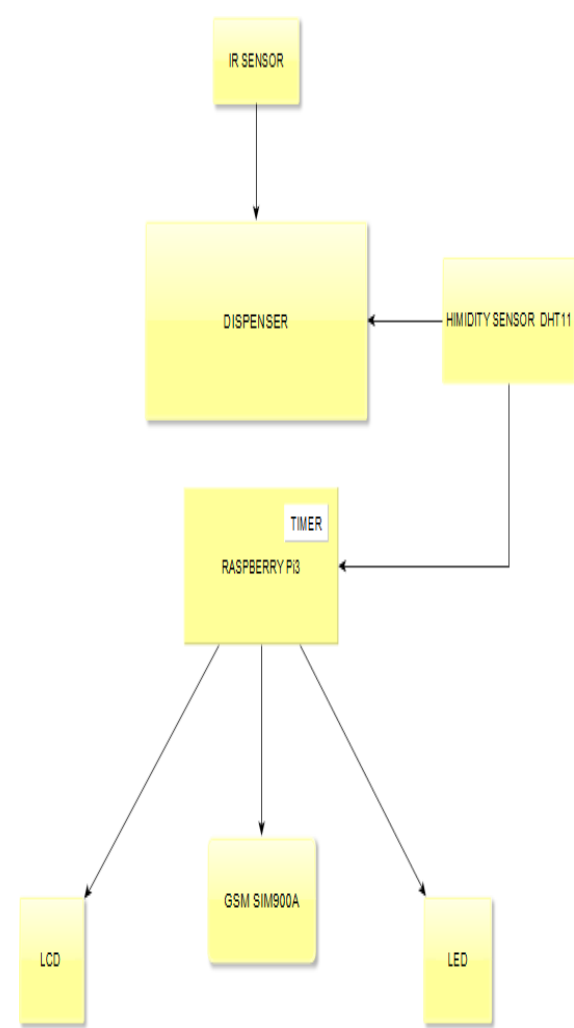 IR SENSOR
DISPENSER
HIMIDITY SENSOR DHT11
TIMER
RASPBERRY Pi3
GSM SIM900A
LCD
LED